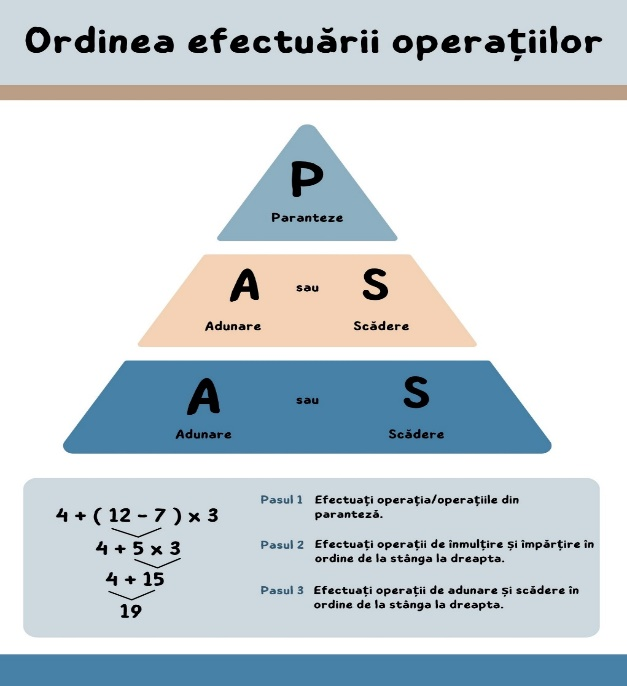 Ordinea efectuării operațiilor
P
Paranteze
A sau S
Adunare Scădere
A sau S
Adunare Scădere
4 + ( 12 - 7 ) x 3
4 + 5 x 3
4 + 15
19
Pasul 1 Efectuați operația/operațiile din
paranteză.
Pasul 2 Efectuați operații de înmulțire și împărțire în
ordine de la stânga la dreapta.
Pasul 3 Efectuați operații de adunare și scădere în
ordine de la stânga la dreapta.